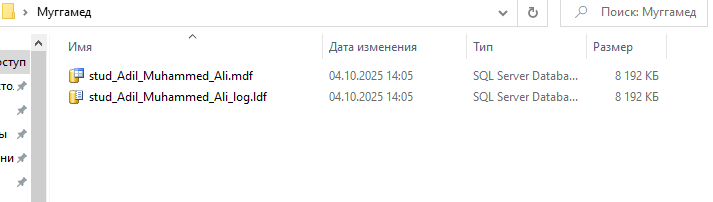 Муггамед
Поиск: Муггамед
Имя Дата изменения Тип Размер
stud_Adil_Muhammed_Ali.mdf 04.10.2025 14:05 SQL Server Databa... 8 192 КБ
stud_Adil_Muhammed_Ali_log.ldf 04.10.2025 14:05 SQL Server Databa... 8 192 КБ